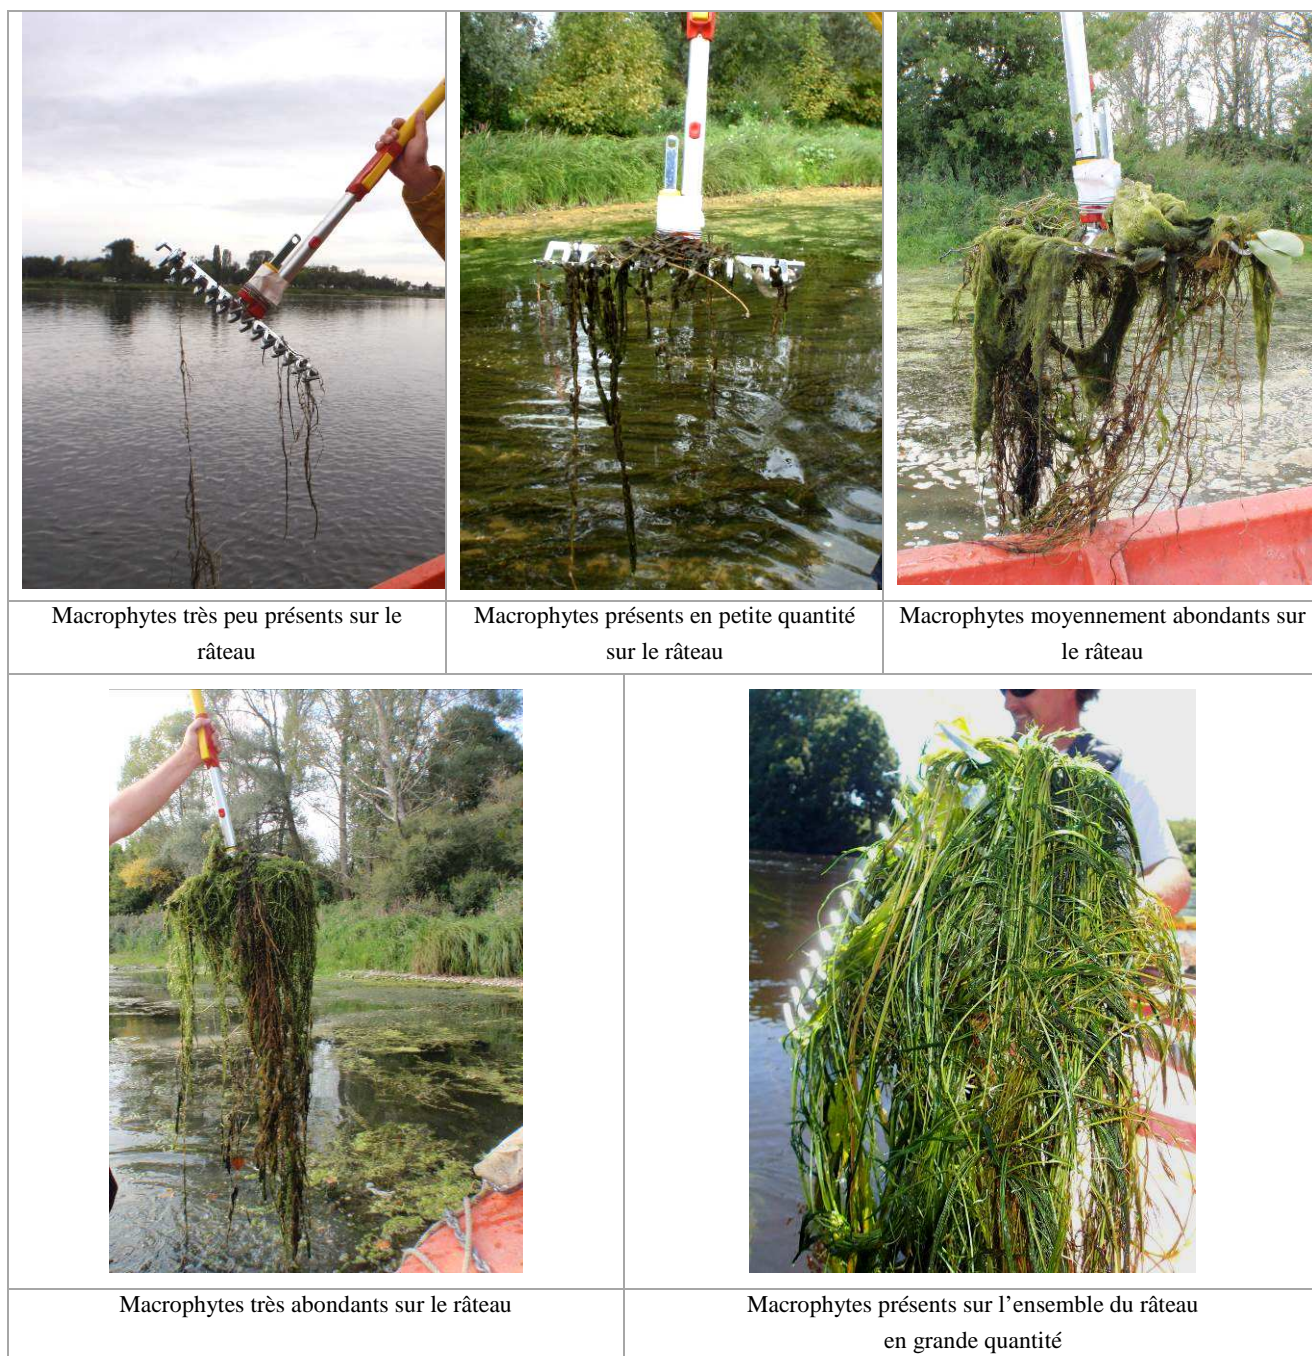 Macrophytes très peu présents sur le
râteau
Macrophytes présents en petite quantité
sur le râteau
Macrophytes moyennement abondants sur
le râteau
Macrophytes très abondants sur le râteau
Macrophytes présents sur l’ensemble du râteau
en grande quantité